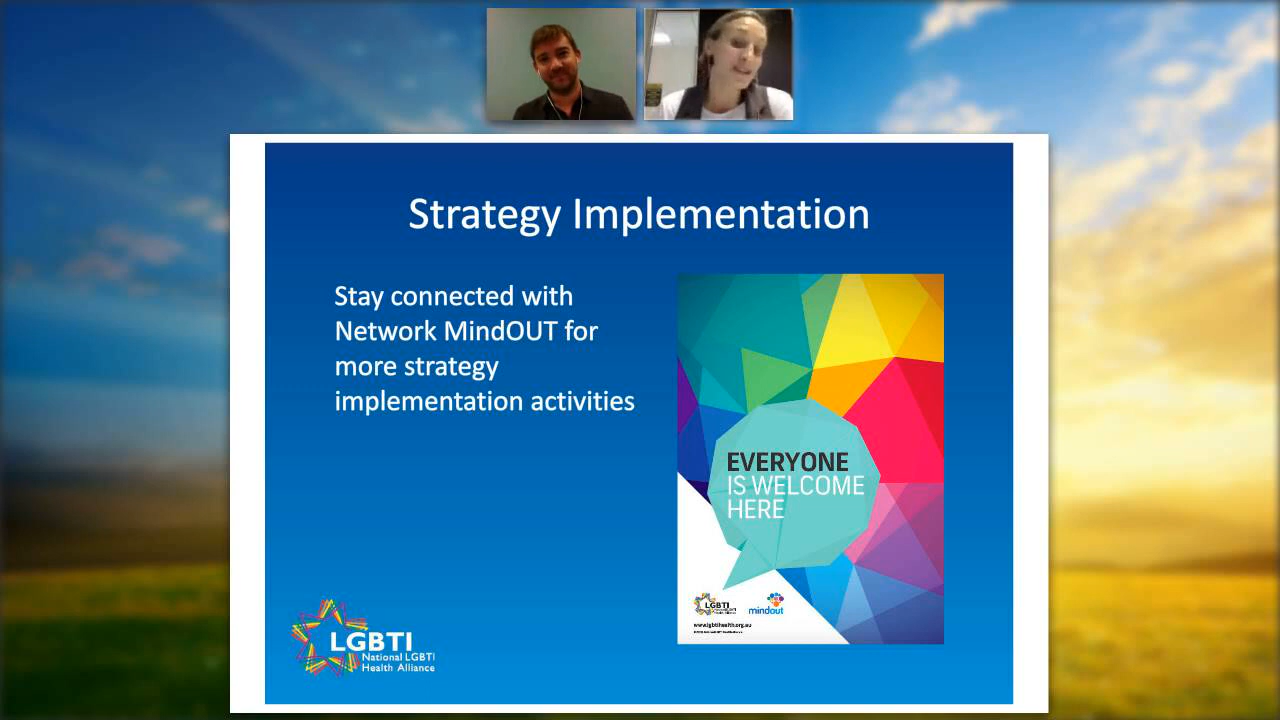 Strategy Implementation
Stay connected with
Network MindOUT for
more strategy
implementation activities
EVERYONE
IS WELCOME
HERE
LGBTI
mindout
www.lgbtihealth.org.au
LGBTI
National LGBTI
Health Alliance